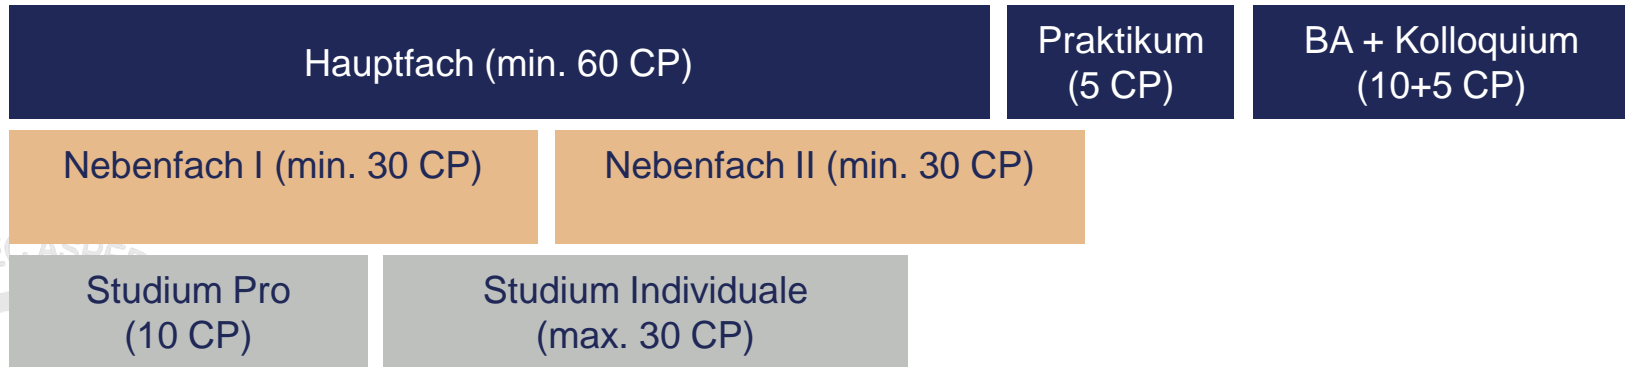 Hauptfach (min. 60 CP)
Praktikum
(5 CP)
BA + Kolloquium
(10+5 CP)
Nebenfach I (min. 30 CP)
Nebenfach II (min. 30 CP)
Studium Pro
(10 CP)
Studium Individuale
(max. 30 CP)